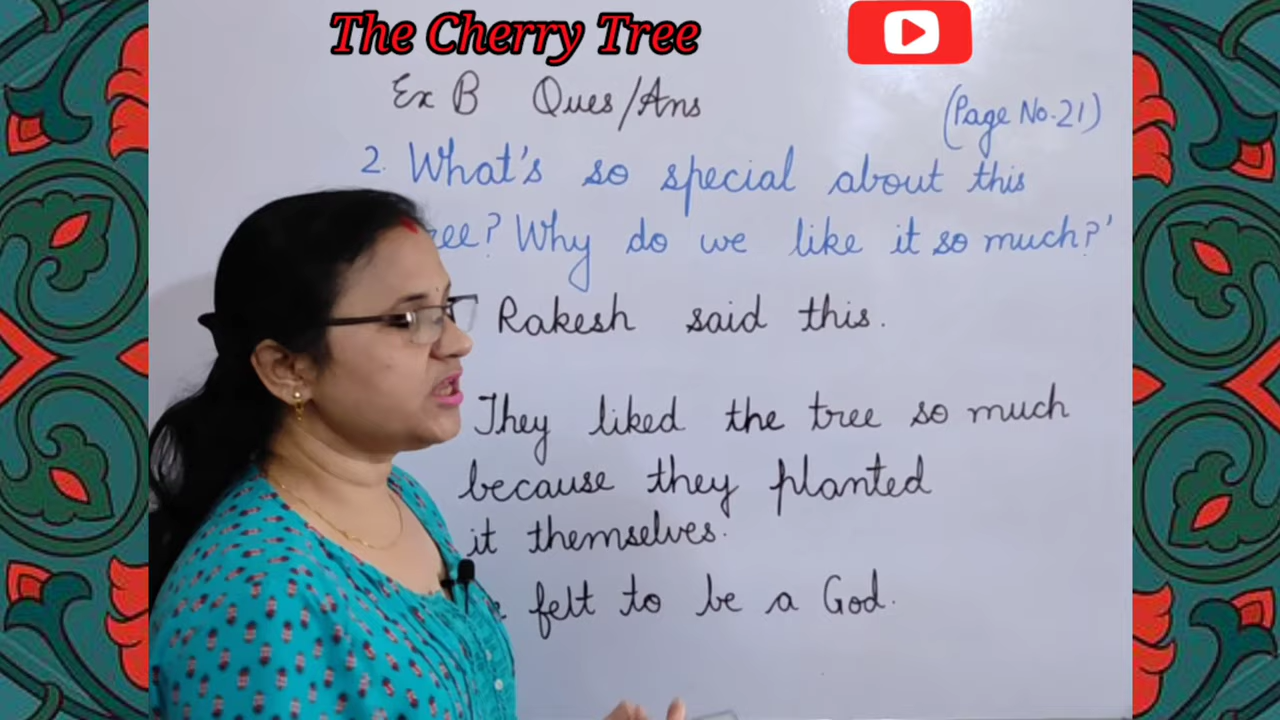 The Cherry Tree
Ex B Ques/Ans
(Page No.21)
2. What's so special about this
ree? Why do we like it so much?'
Rakesh said this.
They liked the tree so much
because they planted
it themselves.
felt to be a God.